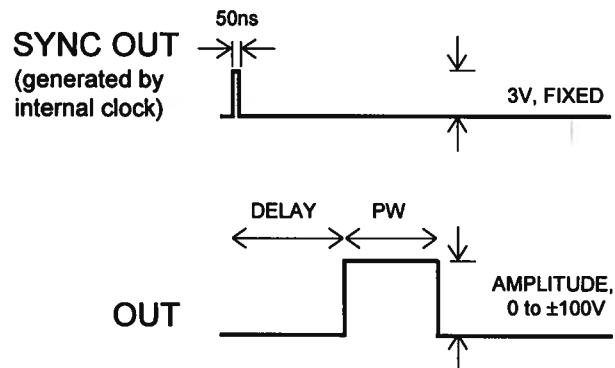 50ns
SYNC OUT
(generated by
internal clock)
3V, FIXED
DELAY
PW
AMPLITUDE,
0 to ±100V
OUT